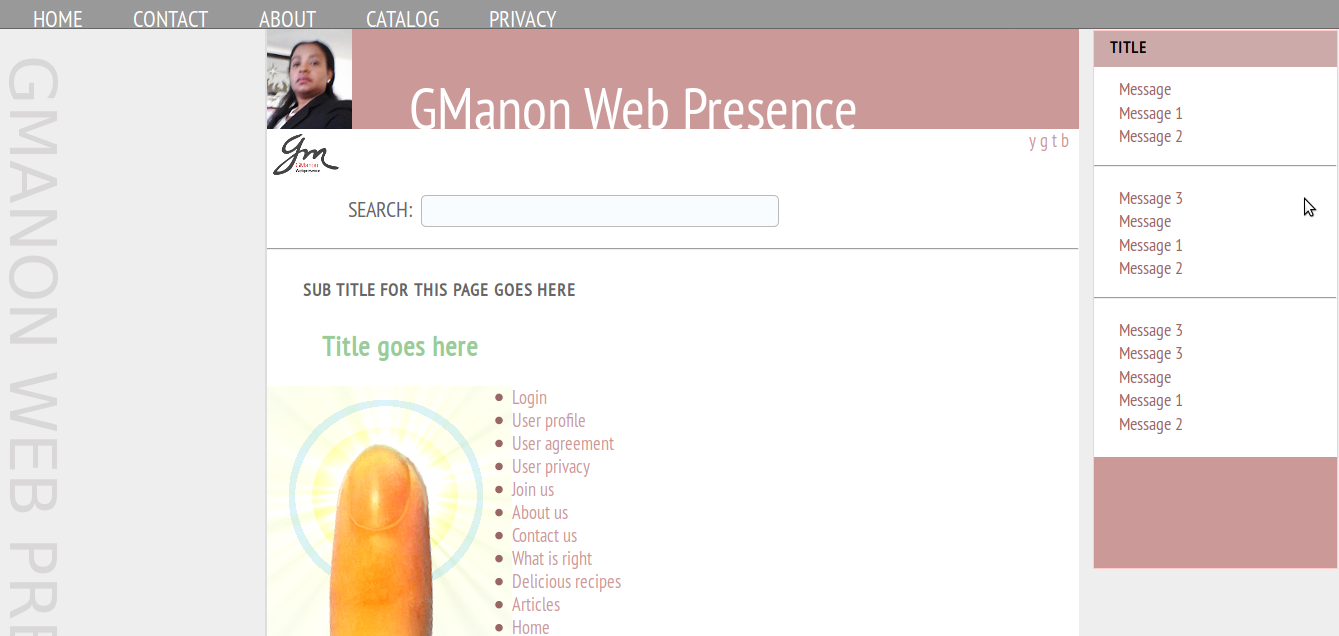 HOME CONTACT ABOUT CATALOG PRIVACY
GMANON WEB PRE
GManon Web Presence
gm
GManon
Webpresence
y g t b
SEARCH:
SUB TITLE FOR THIS PAGE GOES HERE
Title goes here
Login
User profile
User agreement
User privacy
Join us
About us
Contact us
What is right
Delicious recipes
Articles
Home
TITLE
Message
Message 1
Message 2
Message 3
Message
Message 1
Message 2
Message 3
Message 3
Message
Message 1
Message 2